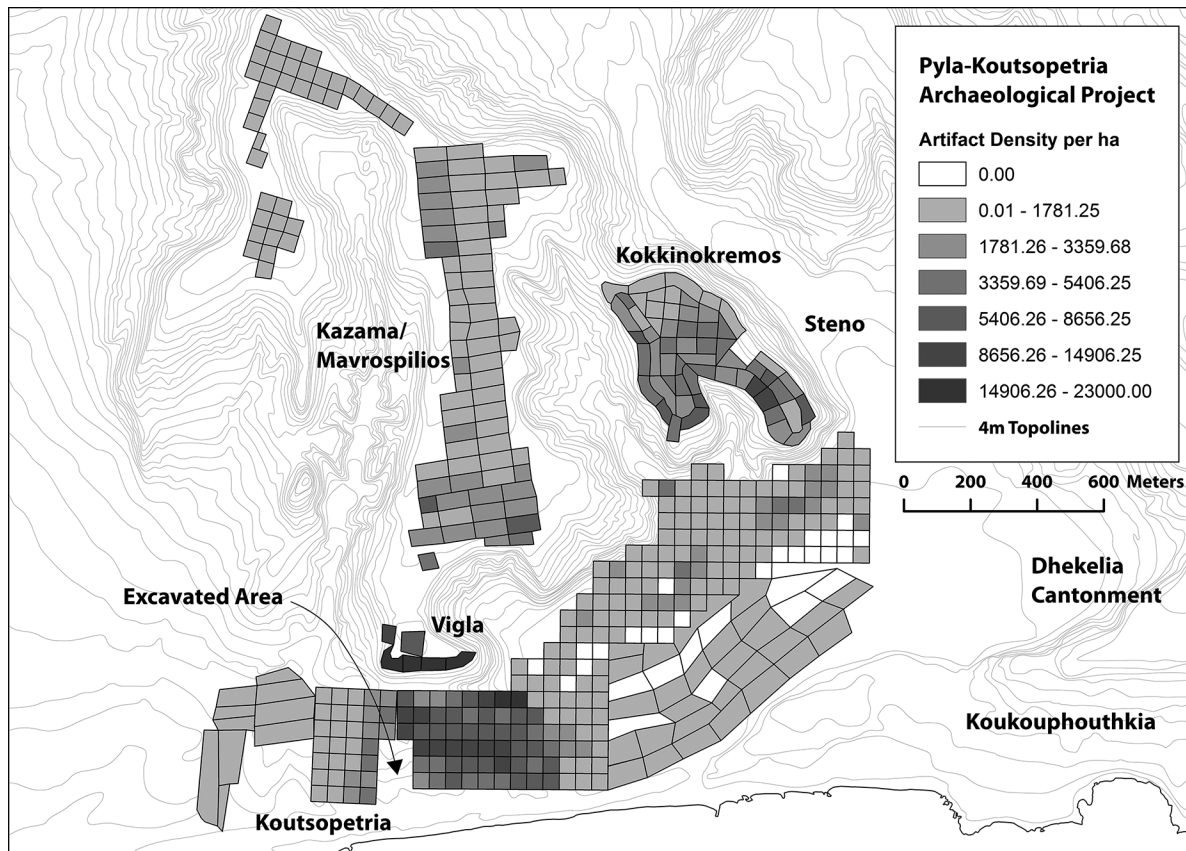 Pyla-Koutsopetria
Archaeological Project
Artifact Density per ha
0.00
0.01 - 1781.25
1781.26 - 3359.68
3359.69 - 5406.25
5406.26 - 8656.25
8656.26 - 14906.25
14906.26 - 23000.00
4m Topolines
0 200 400 600 Meters
Kokkinokremos
Steno
Kazama/
Mavrospilios
Dhekelia
Cantonment
Excavated Area
Vigla
Koukouphouthkia
Koutsopetria